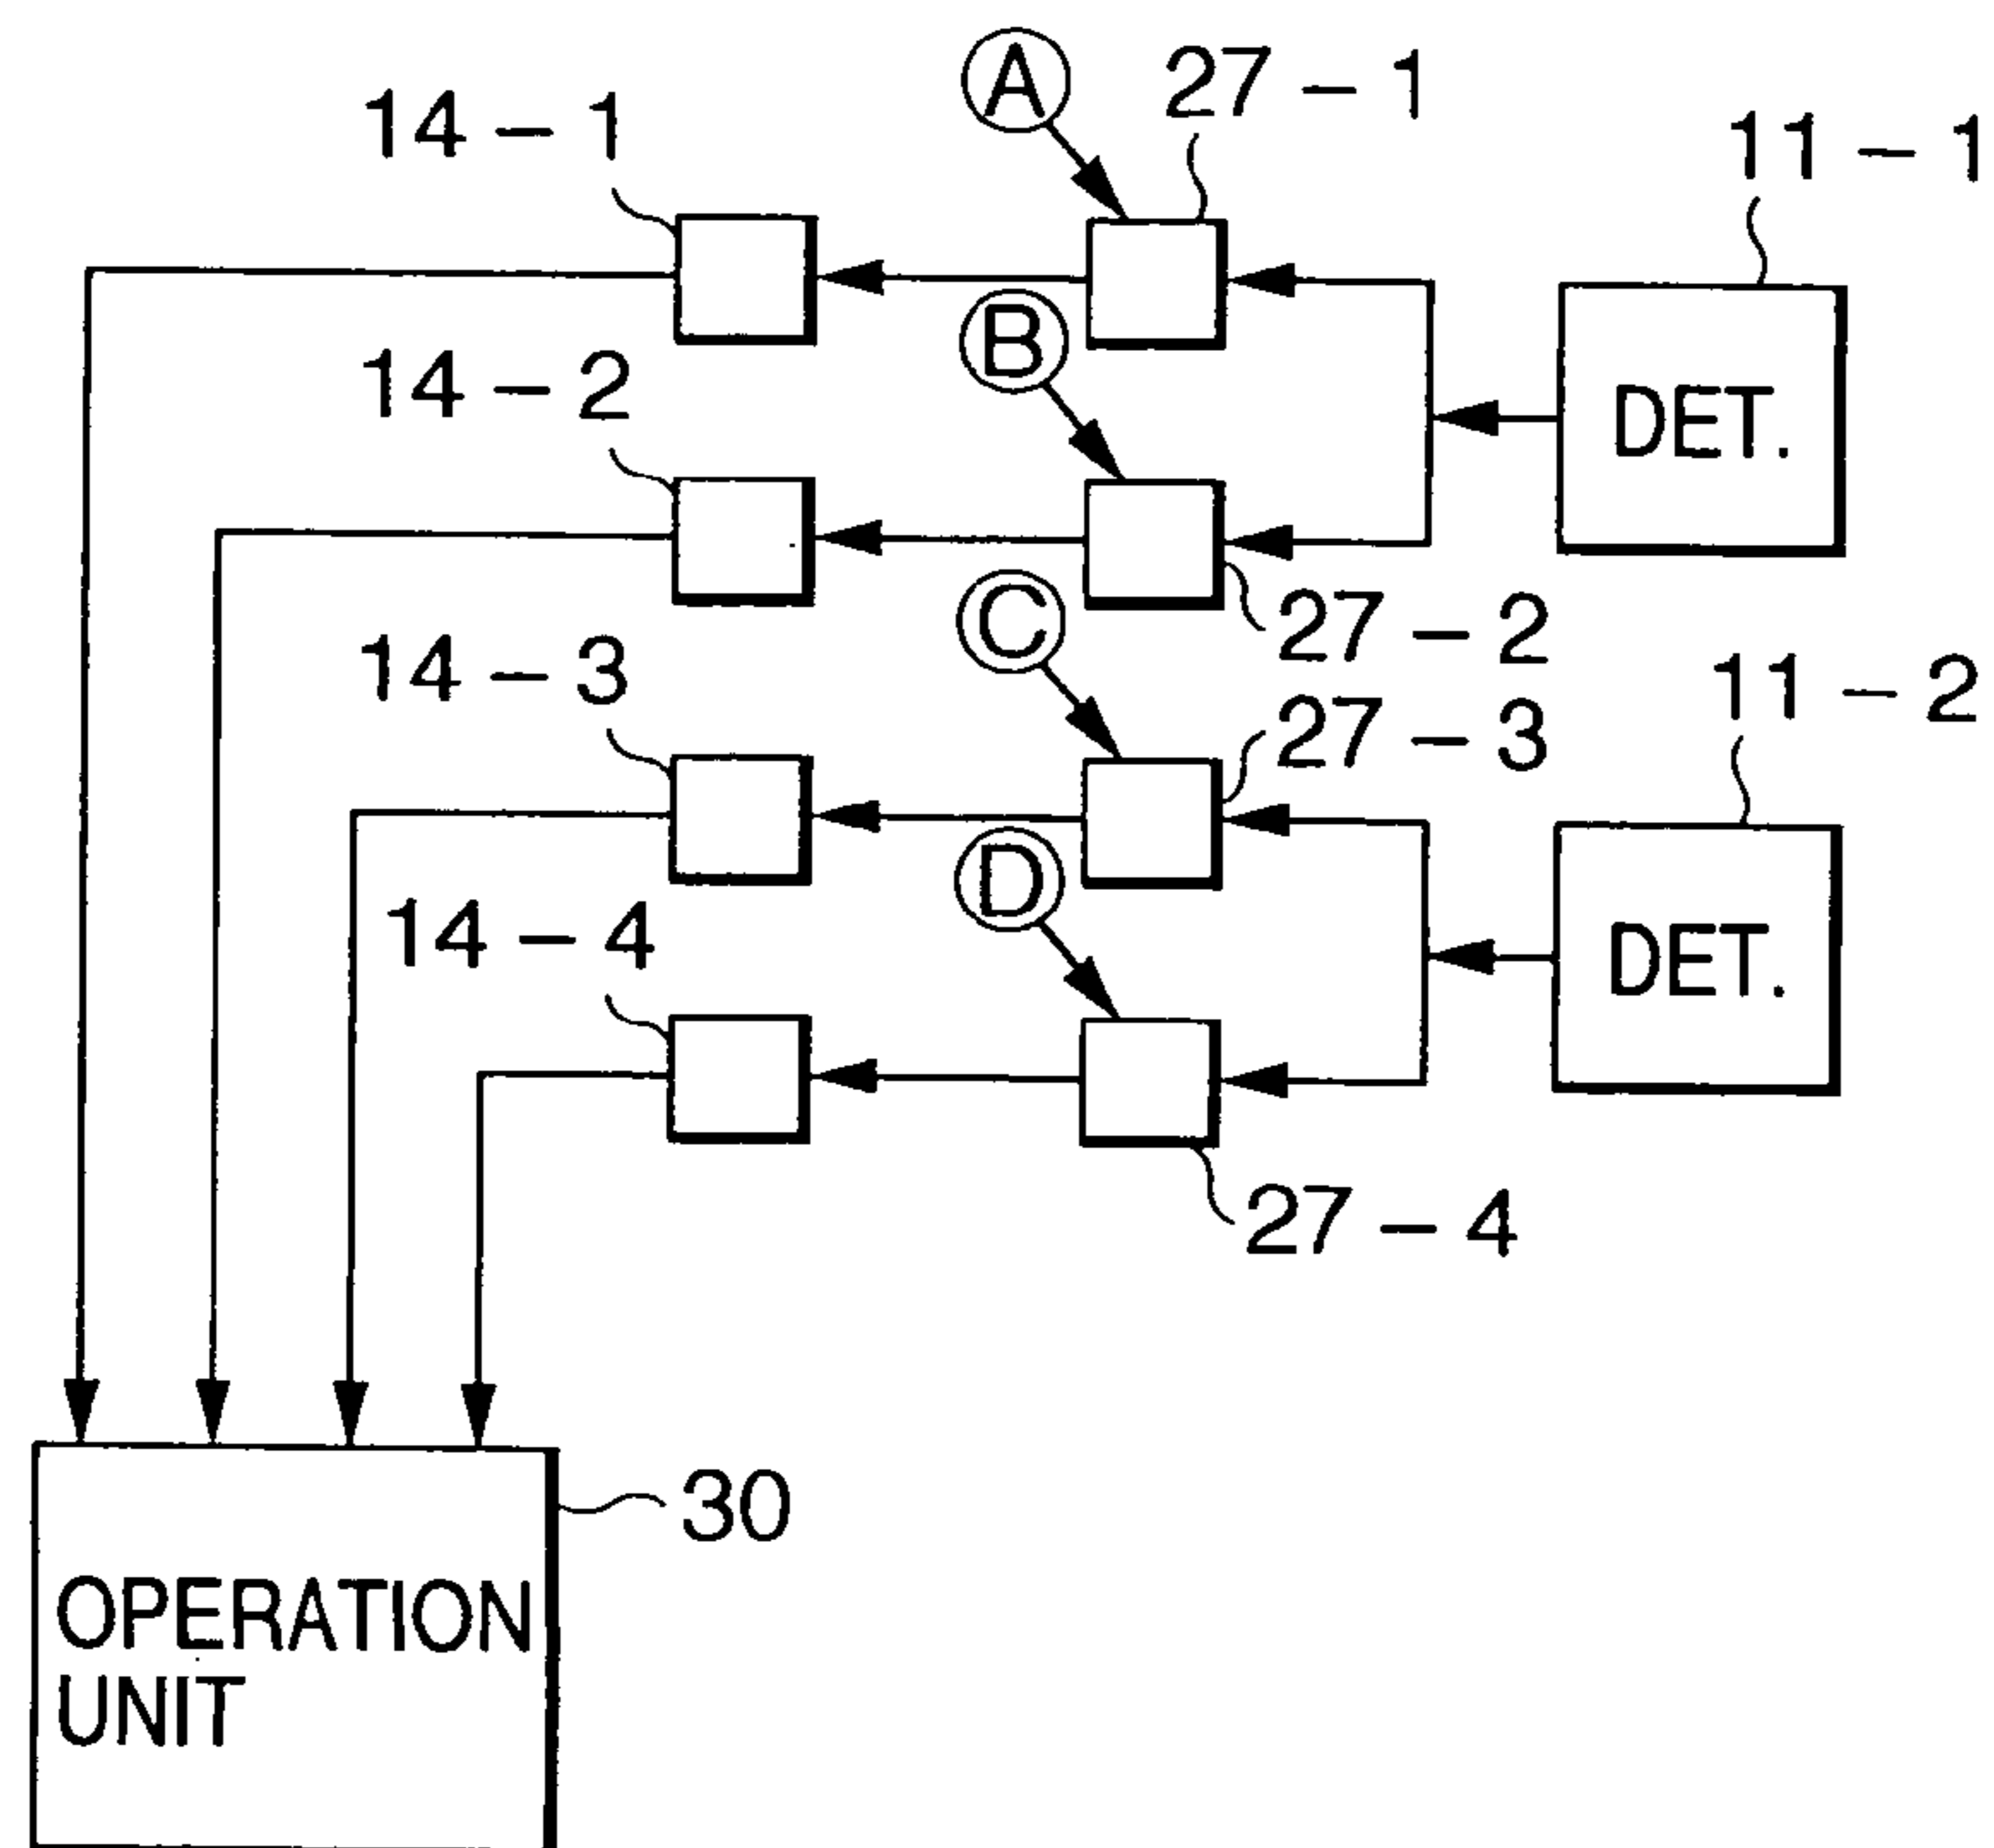 A
27-1
14-1
11-1
B
DET.
14-2
C
27-2
14-3
11-2
27-3
D
14-4
DET.
27-4
30
OPERATION
UNIT